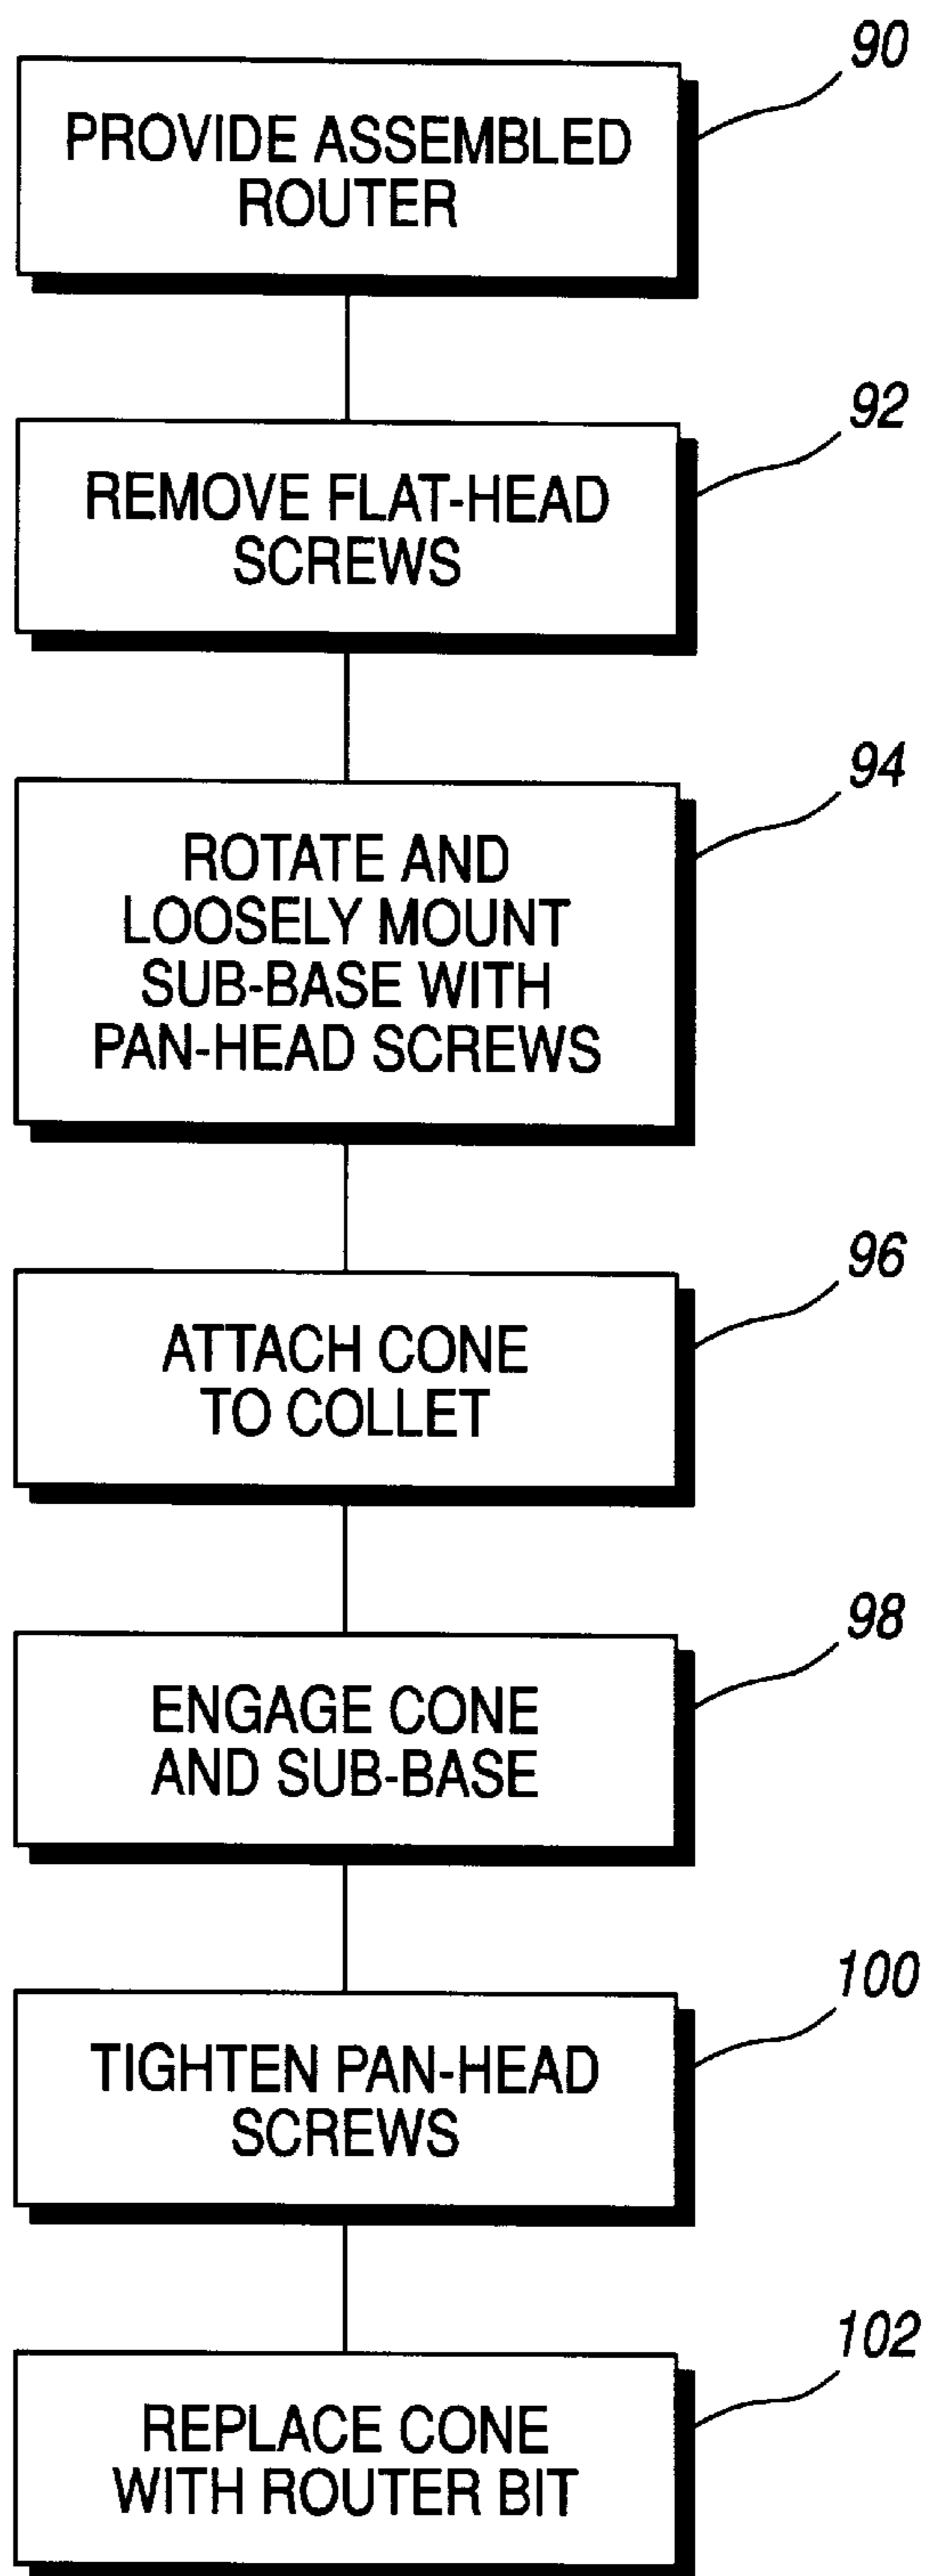 90
PROVIDE ASSEMBLED
ROUTER
92
REMOVE FLAT-HEAD
SCREWS
94
ROTATE AND
LOOSELY MOUNT
SUB-BASE WITH
PAN-HEAD SCREWS
96
ATTACH CONE
TO COLLET
98
ENGAGE CONE
AND SUB-BASE
100
TIGHTEN PAN-HEAD
SCREWS
102
REPLACE CONE
WITH ROUTER BIT